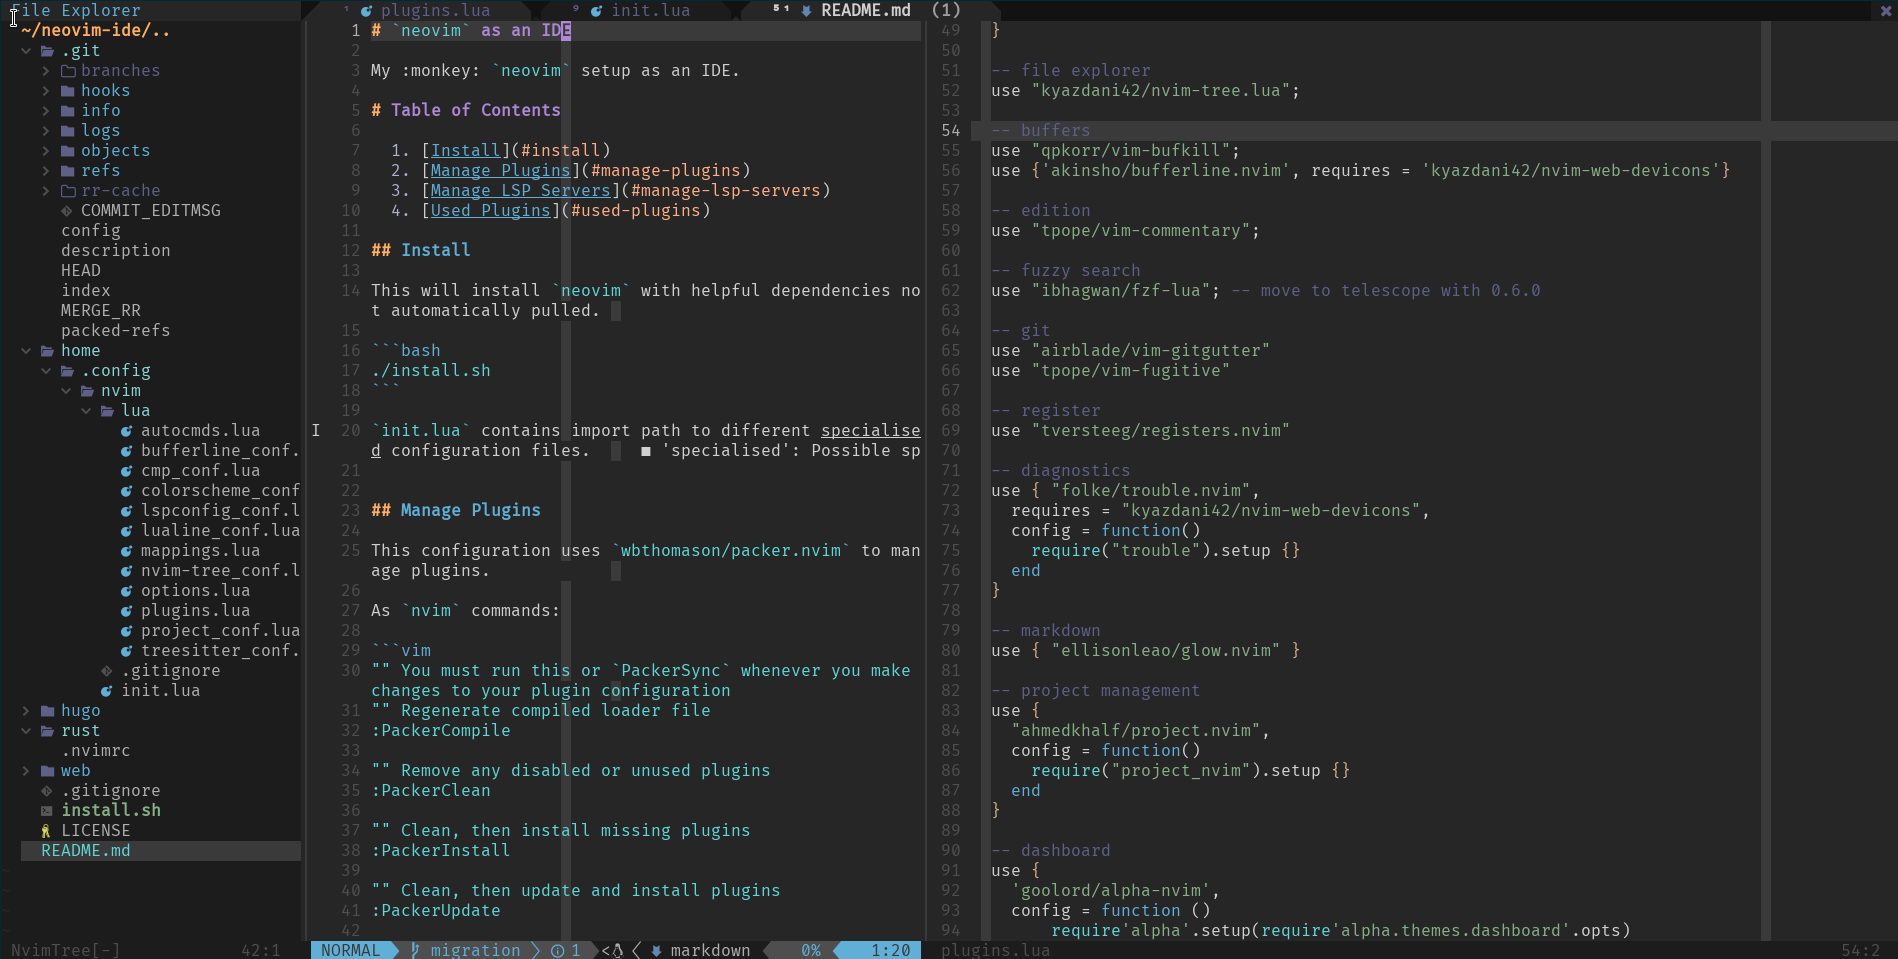 File Explorer
~/neovim-ide/..
.git
branches
hooks
info
logs
objects
refs
rr-cache
COMMIT_EDITMSG
config
description
HEAD
index
MERGE_RR
packed-refs
home
.config
nvim
lua
autocmds.lua
bufferline_conf.
cmp_conf.lua
colorscheme_conf
lspconfig_conf.l
lualine_conf.lua
mappings.lua
nvim-tree_conf.l
options.lua
plugins.lua
project_conf.lua
treesitter_conf.
.gitignore
init.lua
hugo
rust
.nvimrc
web
.gitignore
install.sh
LICENSE
README.md
NvimTree[-] 42:1
¹ plugins.lua ⁹ init.lua ⁵¹ README.md (1)
1 # `neovim` as an IDE
2
3 My :monkey: `neovim` setup as an IDE.
4
5 # Table of Contents
6
7   1. [Install](#install)
8   2. [Manage Plugins](#manage-plugins)
9   3. [Manage LSP Servers](#manage-lsp-servers)
10   4. [Used Plugins](#used-plugins)
11
12 ## Install
13
14 This will install `neovim` with helpful dependencies no
t automatically pulled.
15
16 ```bash
17 ./install.sh
18 ```
19
I 20 `init.lua` contains import path to different specialise
d configuration files. ■ 'specialised': Possible sp
21
22
23 ## Manage Plugins
24
25 This configuration uses `wbthomason/packer.nvim` to man
age plugins.
26
27 As `nvim` commands:
28
29 ```vim
30 "" You must run this or `PackerSync` whenever you make
changes to your plugin configuration
31 "" Regenerate compiled loader file
32 :PackerCompile
33
34 "" Remove any disabled or unused plugins
35 :PackerClean
36
37 "" Clean, then install missing plugins
38 :PackerInstall
39
40 "" Clean, then update and install plugins
41 :PackerUpdate
42
NORMAL migration 1 < markdown 0% 1:20
49 }
50
51 -- file explorer
52 use "kyazdani42/nvim-tree.lua";
53
54 -- buffers
55 use "qpkorr/vim-bufkill";
56 use {'akinsho/bufferline.nvim', requires = 'kyazdani42/nvim-web-devicons'}
57
58 -- edition
59 use "tpope/vim-commentary";
60
61 -- fuzzy search
62 use "ibhagwan/fzf-lua"; -- move to telescope with 0.6.0
63
64 -- git
65 use "airblade/vim-gitgutter"
66 use "tpope/vim-fugitive"
67
68 -- register
69 use "tversteeg/registers.nvim"
70
71 -- diagnostics
72 use { "folke/trouble.nvim",
73   requires = "kyazdani42/nvim-web-devicons",
74   config = function()
75     require("trouble").setup {}
76   end
77 }
78
79 -- markdown
80 use { "ellisonleao/glow.nvim" }
81
82 -- project management
83 use {
84   "ahmedkhalf/project.nvim",
85   config = function()
86     require("project_nvim").setup {}
87   end
88 }
89
90 -- dashboard
91 use {
92   'goolord/alpha-nvim',
93   config = function ()
94       require'alpha'.setup(require'alpha.themes.dashboard'.opts)
plugins.lua 54:2